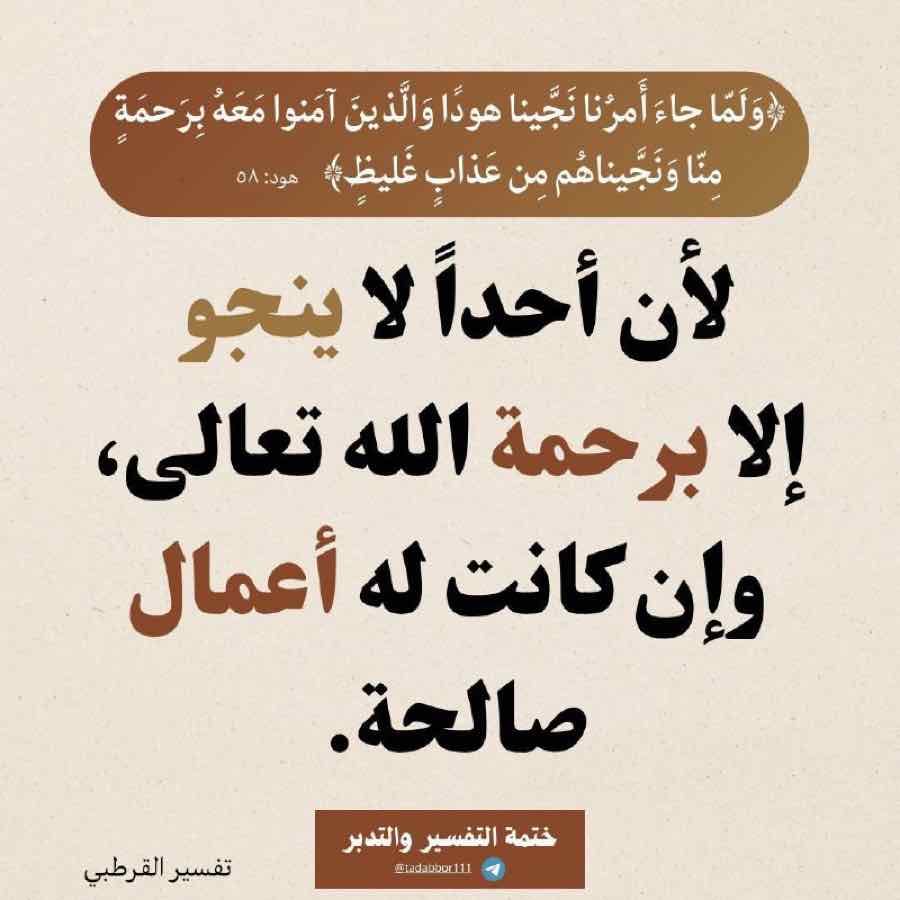 ﴿وَلَمّا جاءَ أَمرُنا نَجَّينا هودًا وَالَّذينَ آمَنوا مَعَهُ بِرَحمَةٍ
مِنّا وَنَجَّيناهُم مِن عَذابٍ غَليظٍ﴾ هود: ٥٨
لأن أحداً لا ينجو
إلا برحمة الله تعالى،
وإن كانت له أعمال
صالحة.
ختمة التفسير والتدبر
@tadabbor111
تفسير القرطبي